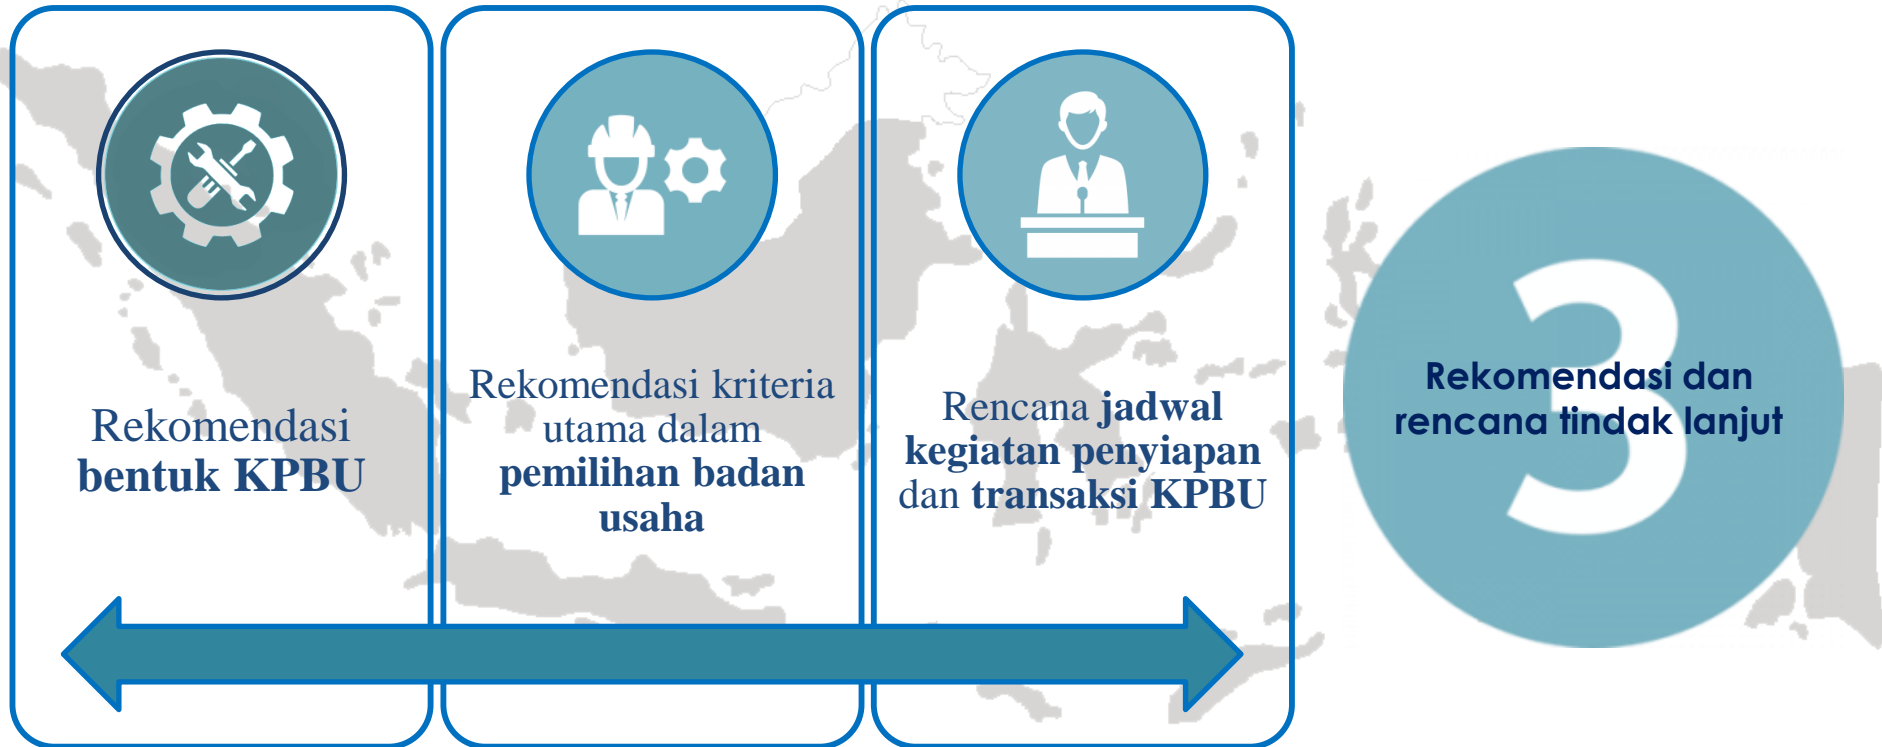 Rekomendasi
bentuk KPBU
Rekomendasi kriteria
utama dalam
pemilihan badan
usaha
Rencana jadwal
kegiatan penyiapan
dan transaksi KPBU
3
Rekomendasi dan
rencana tindak lanjut